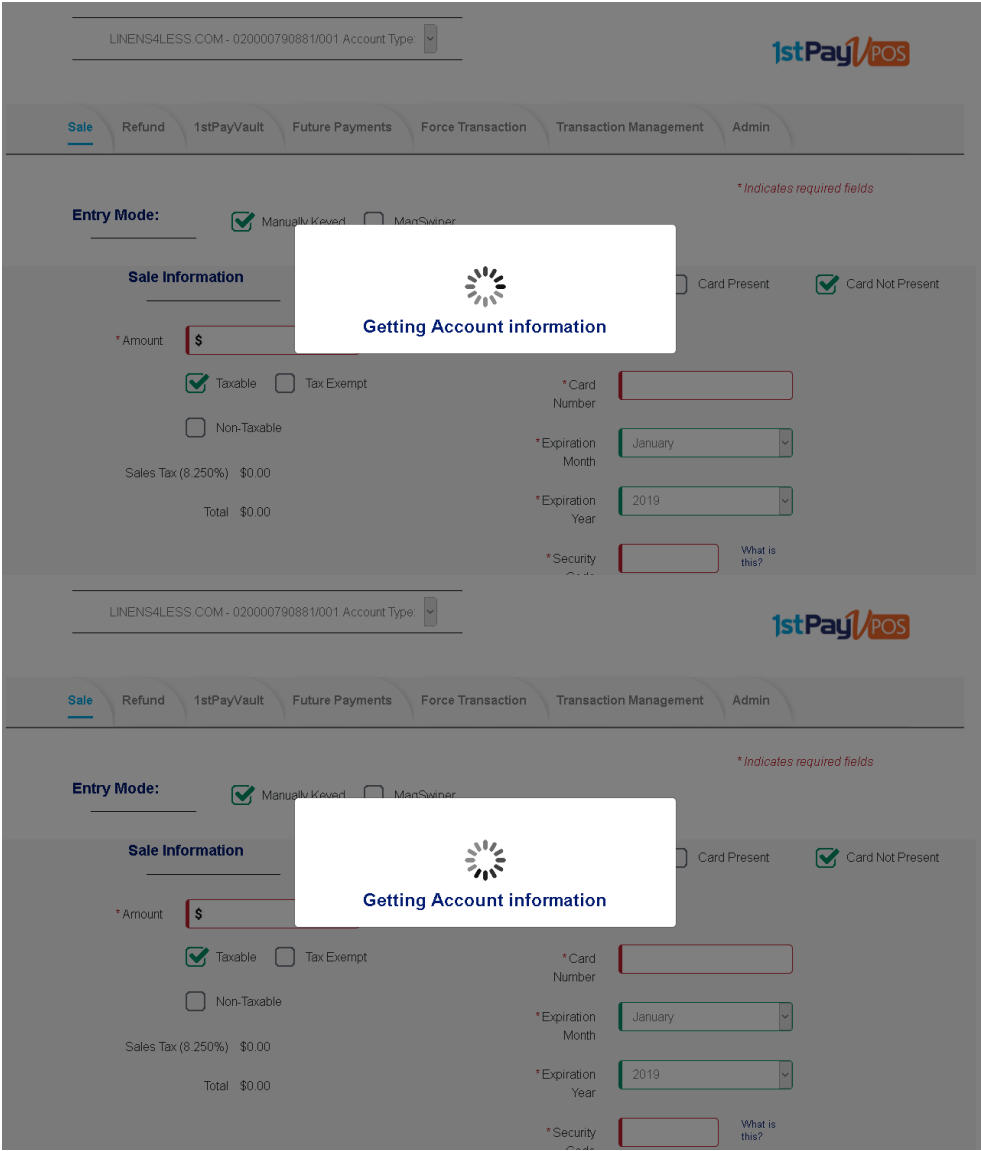 LINENS4LESS.COM - 020000790881/001 Account Type:
1stPay POS
Sale Refund 1stPayVault Future Payments Force Transaction Transaction Management Admin
* Indicates required fields
Entry Mode: Manually Keyed MagSwiper
Sale Information Card Present Card Not Present
Getting Account information
* Amount $
Taxable Tax Exempt
* Card
Number
Non-Taxable
* Expiration
Month
January
Sales Tax (8.250%) $0.00
* Expiration
Year
2019
Total $0.00
* Security
Code
What is
this?
LINENS4LESS.COM - 020000790881/001 Account Type:
1stPay POS
Sale Refund 1stPayVault Future Payments Force Transaction Transaction Management Admin
* Indicates required fields
Entry Mode: Manually Keyed MagSwiper
Sale Information Card Present Card Not Present
Getting Account information
* Amount $
Taxable Tax Exempt
* Card
Number
Non-Taxable
* Expiration
Month
January
Sales Tax (8.250%) $0.00
* Expiration
Year
2019
Total $0.00
* Security
Code
What is
this?